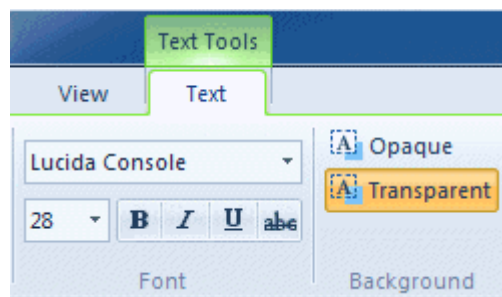 Text Tools
View Text
Lucida Console
A Opaque
A Transparent
28 B I U abc
Font Background